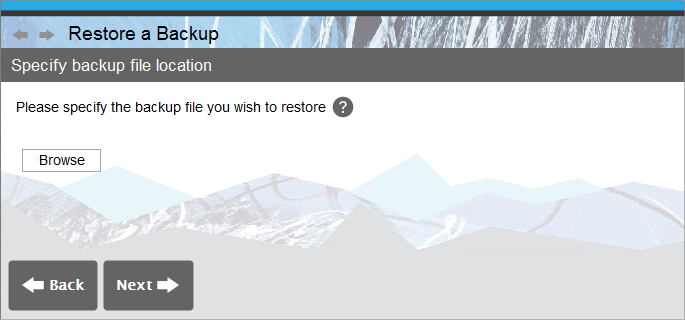 Restore a Backup
Specify backup file location
Please specify the backup file you wish to restore ?
Browse
Back Next